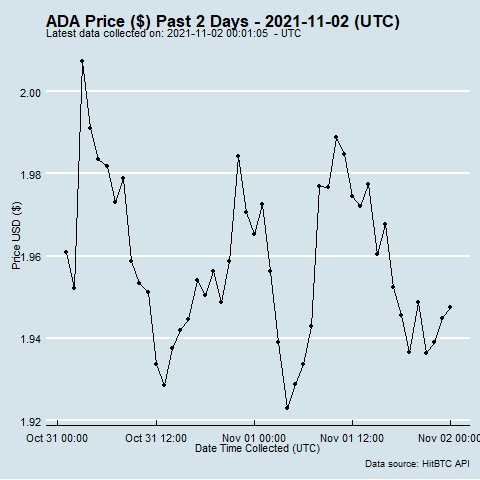 ADA Price ($) Past 2 Days - 2021-11-02 (UTC)
Latest data collected on: 2021-11-02 00:01:05 - UTC
2.00
1.98
1.96
1.94
1.92
Price USD ($)
Oct 31 00:00 Oct 31 12:00 Nov 01 00:00 Nov 01 12:00 Nov 02 00:00
Date Time Collected (UTC)
Data source: HitBTC API